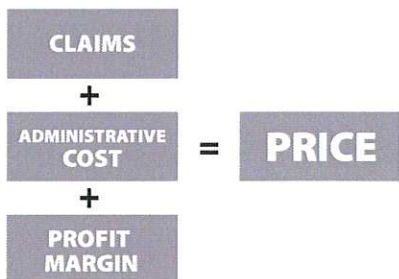 CLAIMS
+
ADMINISTRATIVE
COST
+
PROFIT
MARGIN
=
PRICE